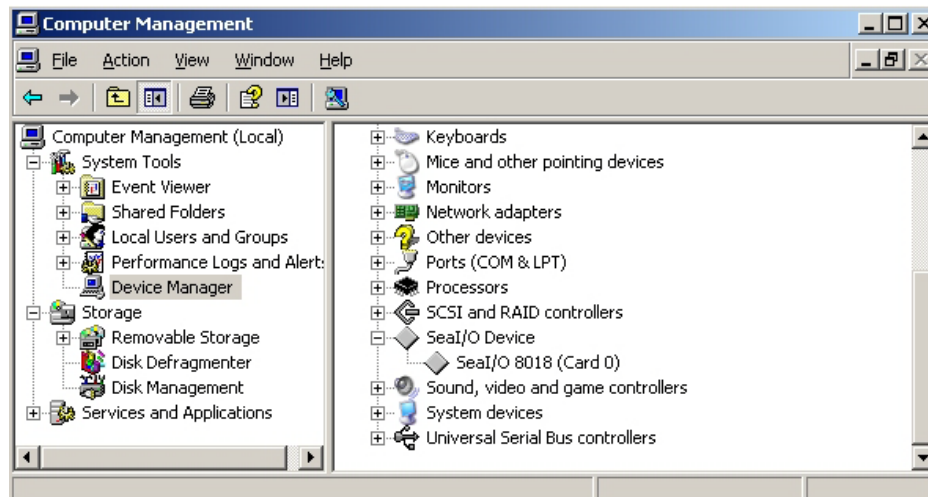 Computer Management
File Action View Window Help
Computer Management (Local)
System Tools
Event Viewer
Shared Folders
Local Users and Groups
Performance Logs and Alert
Device Manager
Storage
Removable Storage
Disk Defragmenter
Disk Management
Services and Applications
Keyboards
Mice and other pointing devices
Monitors
Network adapters
Other devices
Ports (COM & LPT)
Processors
SCSI and RAID controllers
SeaI/O Device
SeaI/O 8018 (Card 0)
Sound, video and game controllers
System devices
Universal Serial Bus controllers